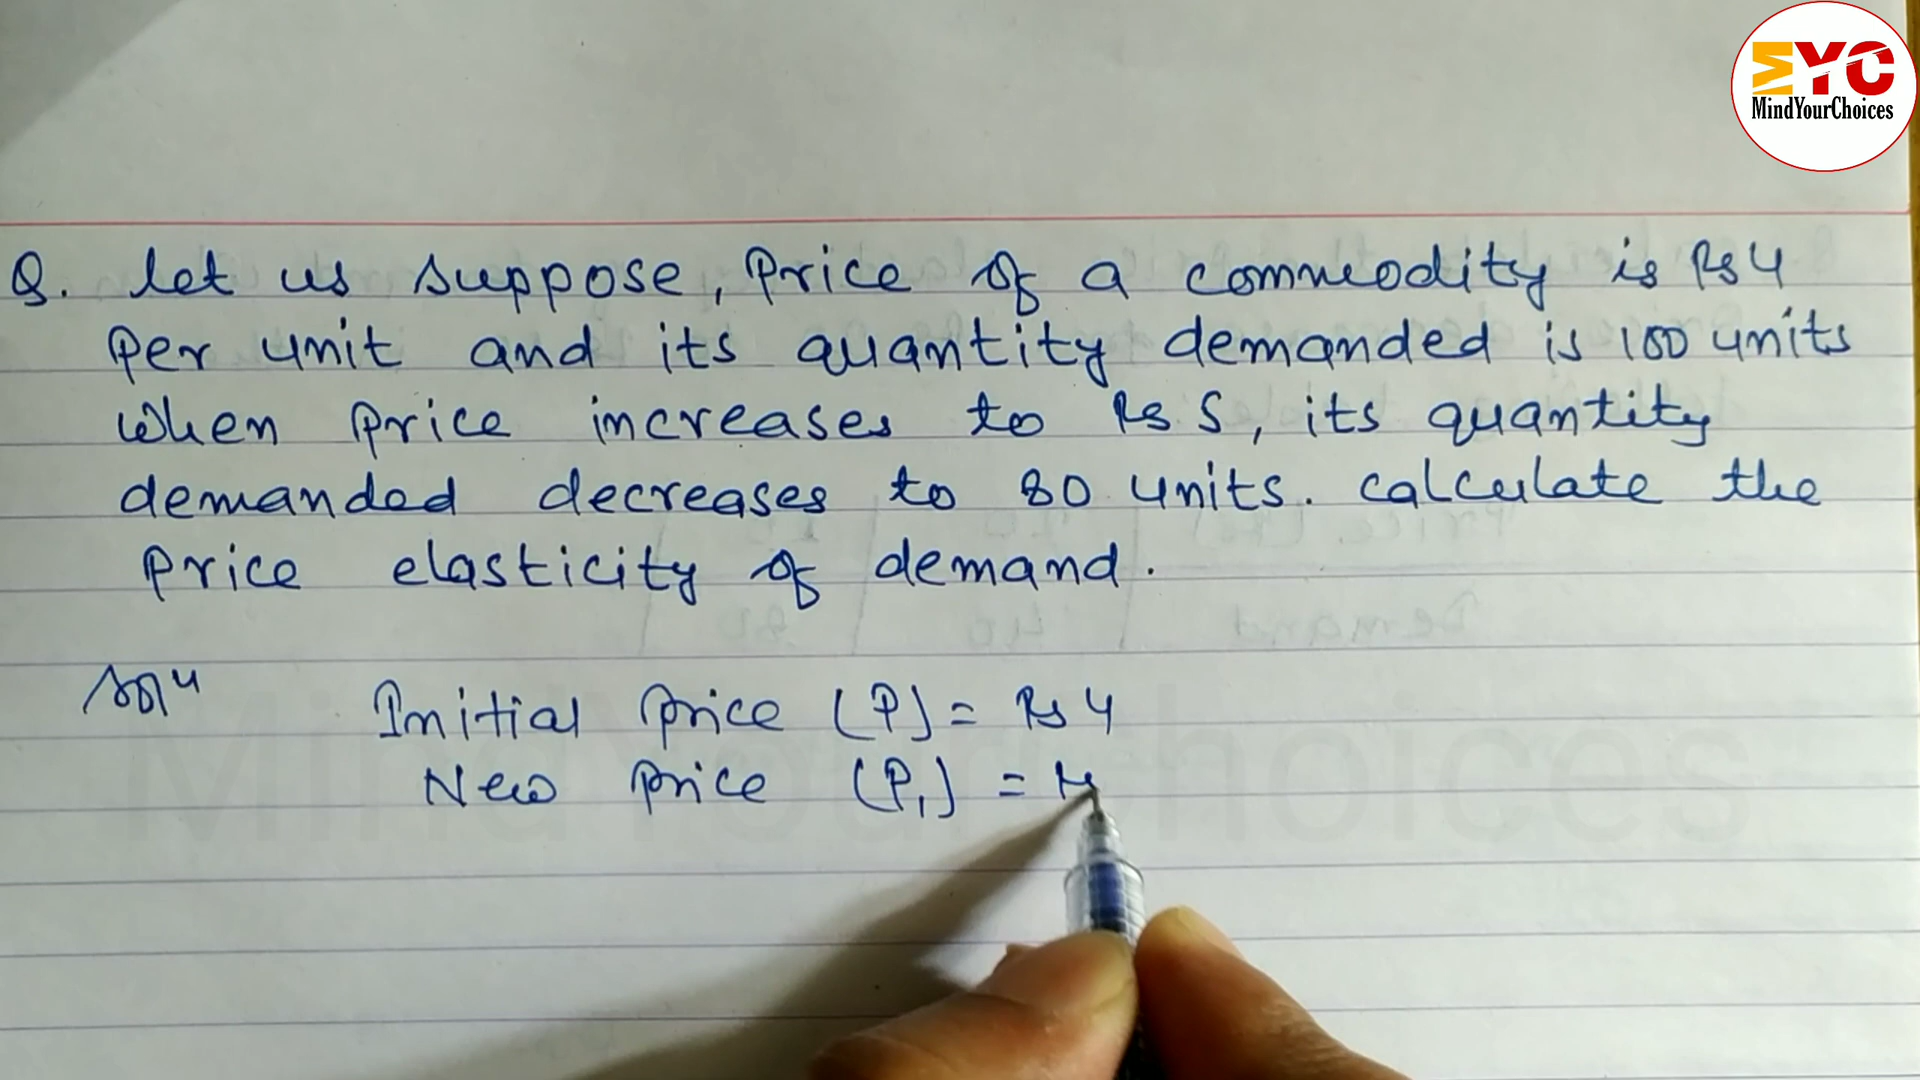 MYC
MindYourChoices
Q. let us suppose, Price of a commodity is Rs 4
Per unit and its quantity demanded is 100 units
when price increases to Rs 5, its quantity
demanded decreases to 80 units. calculate the
Price elasticity of demand.
Solⁿ Initial Price (P) = Rs 4
New Price (P₁) =
MindYourChoices